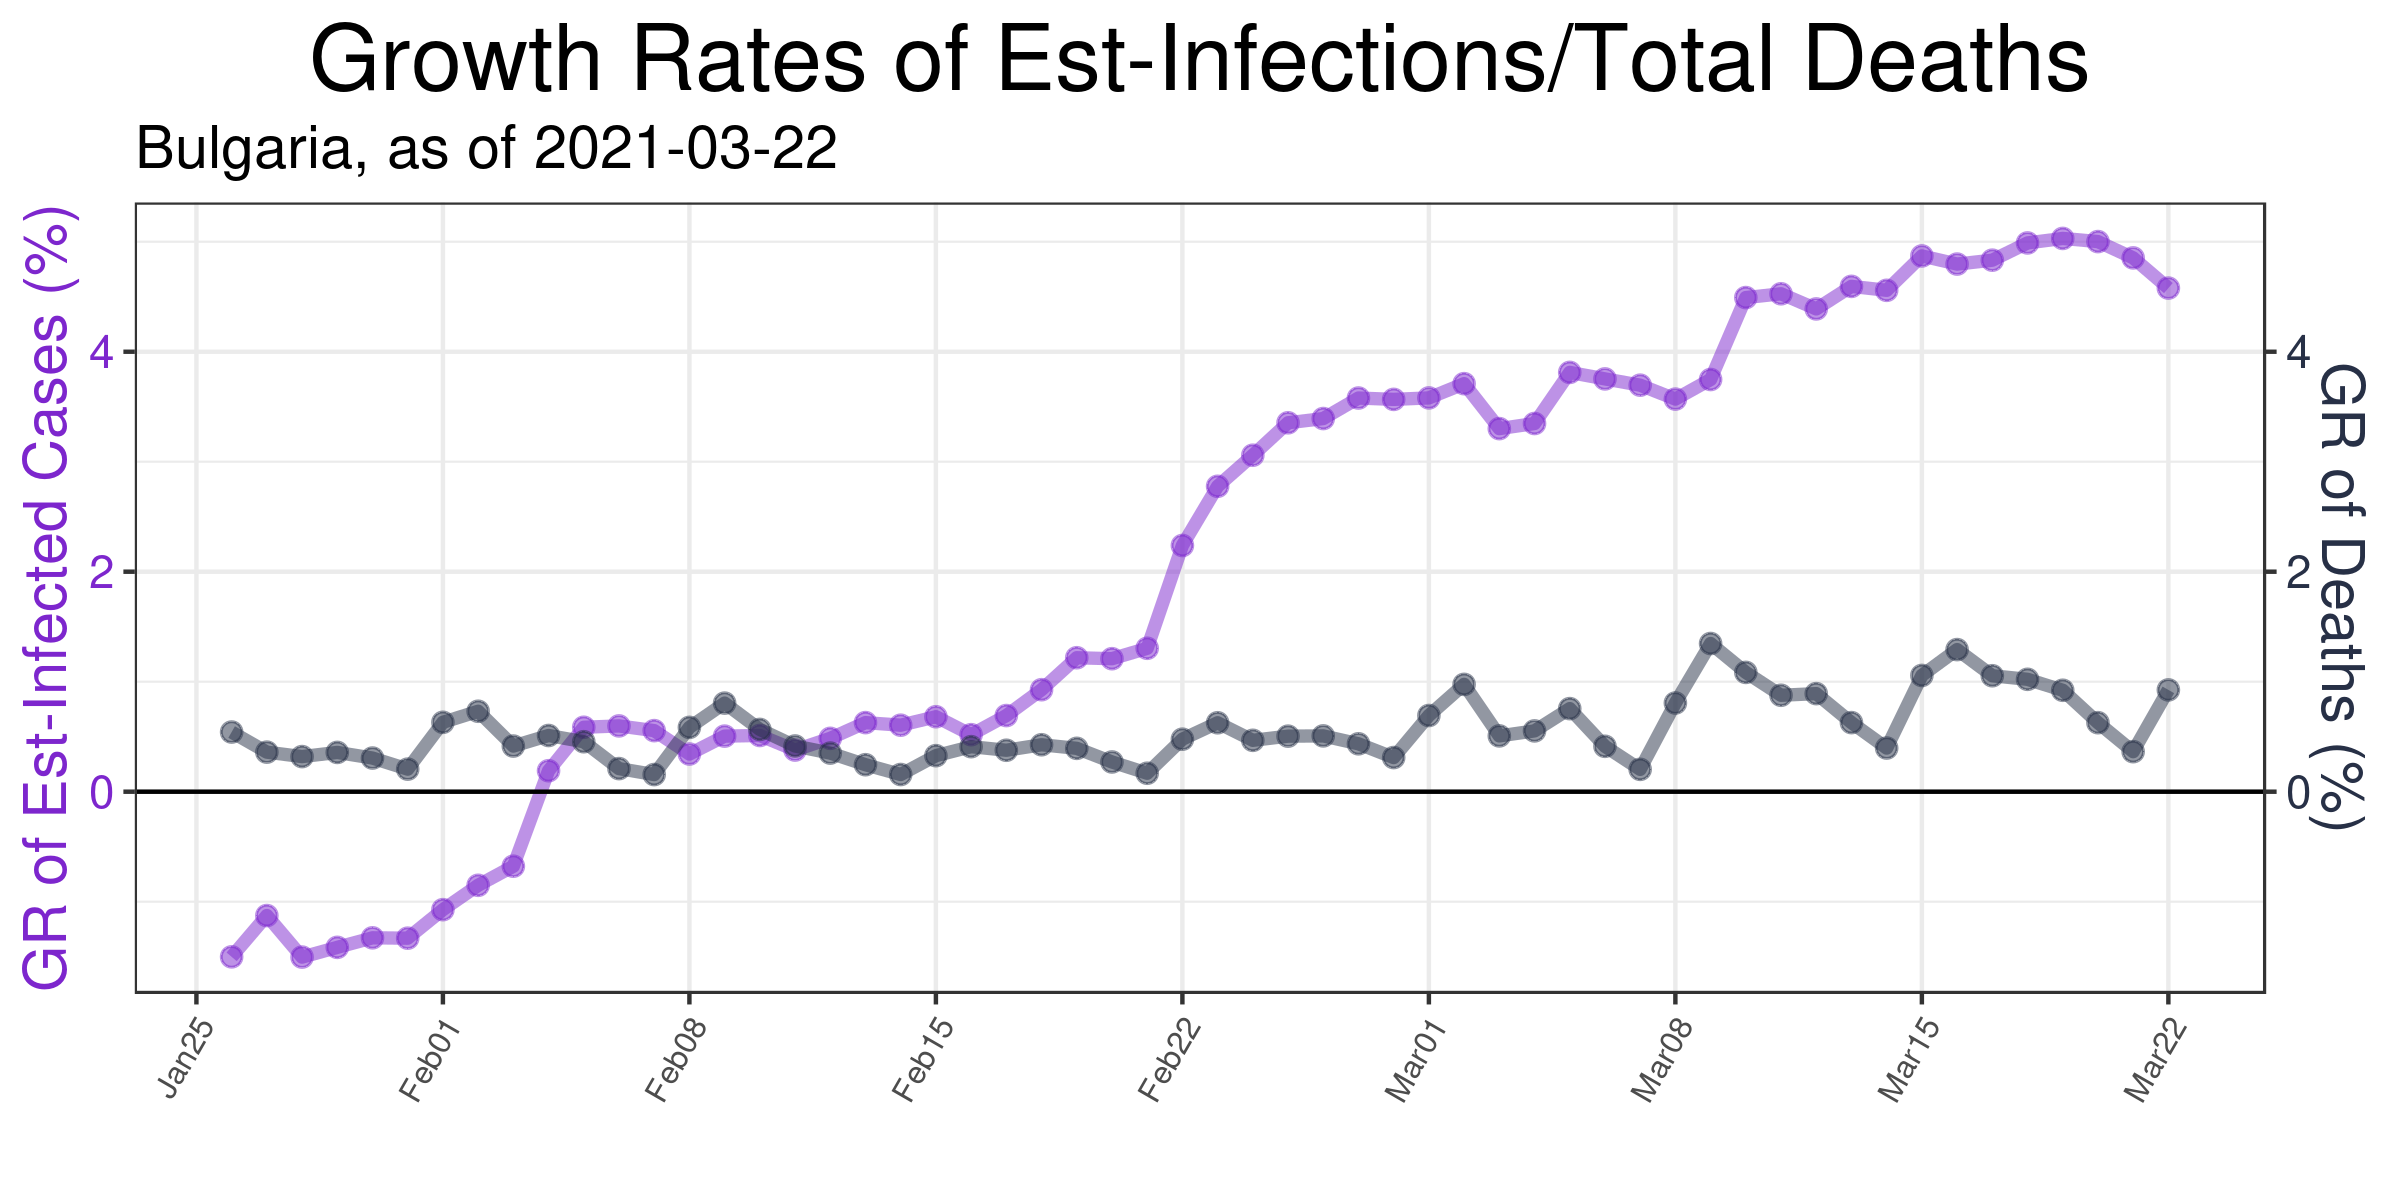 Growth Rates of Est-Infections/Total Deaths
Bulgaria, as of 2021-03-22
GR of Est-Infected Cases (%)
4
2
0
4
2
0
GR of Deaths (%)
Jan25
Feb01
Feb08
Feb15
Feb22
Mar01
Mar08
Mar15
Mar22